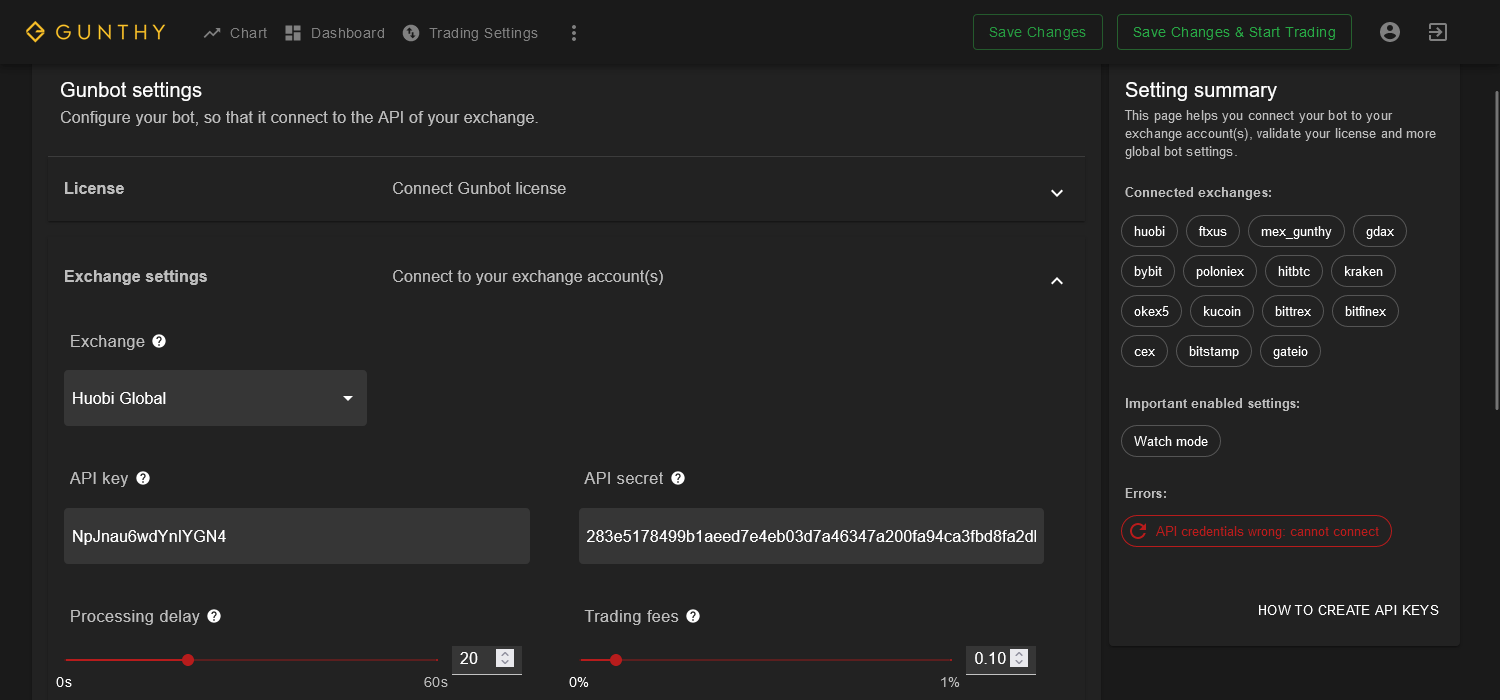 GUNTHY
Chart
Dashboard
Trading Settings
Save Changes
Save Changes & Start Trading
Gunbot settings
Configure your bot, so that it connect to the API of your exchange.
License
Connect Gunbot license
Exchange settings
Connect to your exchange account(s)
Exchange
Huobi Global
API key
API secret
NpJnau6wdYnIYGN4
283e5178499b1aeed7e4eb03d7a46347a200fa94ca3fbd8fa2dl
Processing delay
Trading fees
20
0.10
0s
60s
0%
1%
Setting summary
This page helps you connect your bot to your
exchange account(s), validate your license and more
global bot settings.
Connected exchanges:
huobi ftxus mex_gunthy gdax
bybit poloniex hitbtc kraken
okex5 kucoin bittrex bitfinex
cex bitstamp gateio
Important enabled settings:
Watch mode
Errors:
API credentials wrong: cannot connect
HOW TO CREATE API KEYS